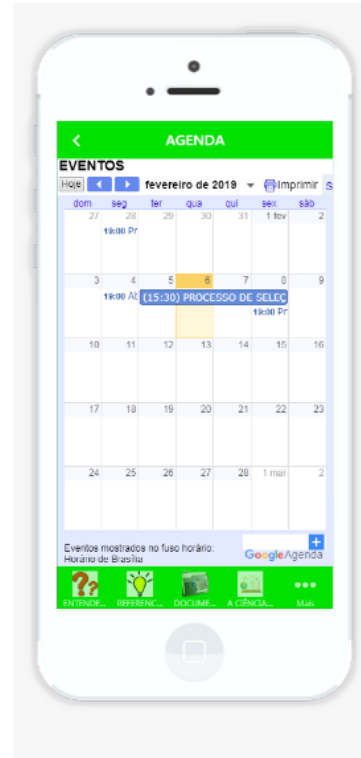 AGENDA
EVENTOS
Hoje fevereiro de 2019 Imprimir S
dom seg ter qua qui sex sáb
27 28 29 30 31 1 fev 2
19:00 Pr
3 4 5 6 7 8 9
19:00 Ab (15:30) PROCESSO DE SELEÇ
19:00 Pr
10 11 12 13 14 15 16
17 18 19 20 21 22 23
24 25 26 27 28 1 mar 2
Eventos mostrados no fuso horário:
Horário de Brasília
Google Agenda
ENTENDE... REFERENC... DOCUME... A CIÊNCIA... Mais